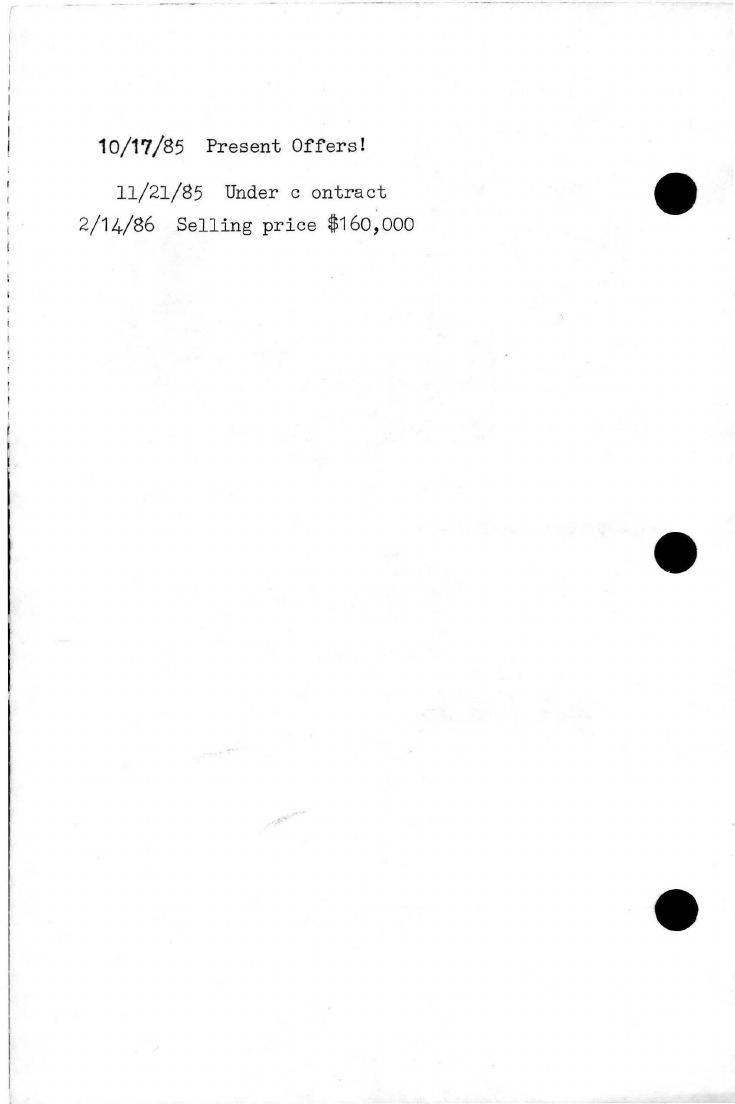 10/17/85 Present Offers!
11/21/85 Under c ontract
2/14/86 Selling price $160,000